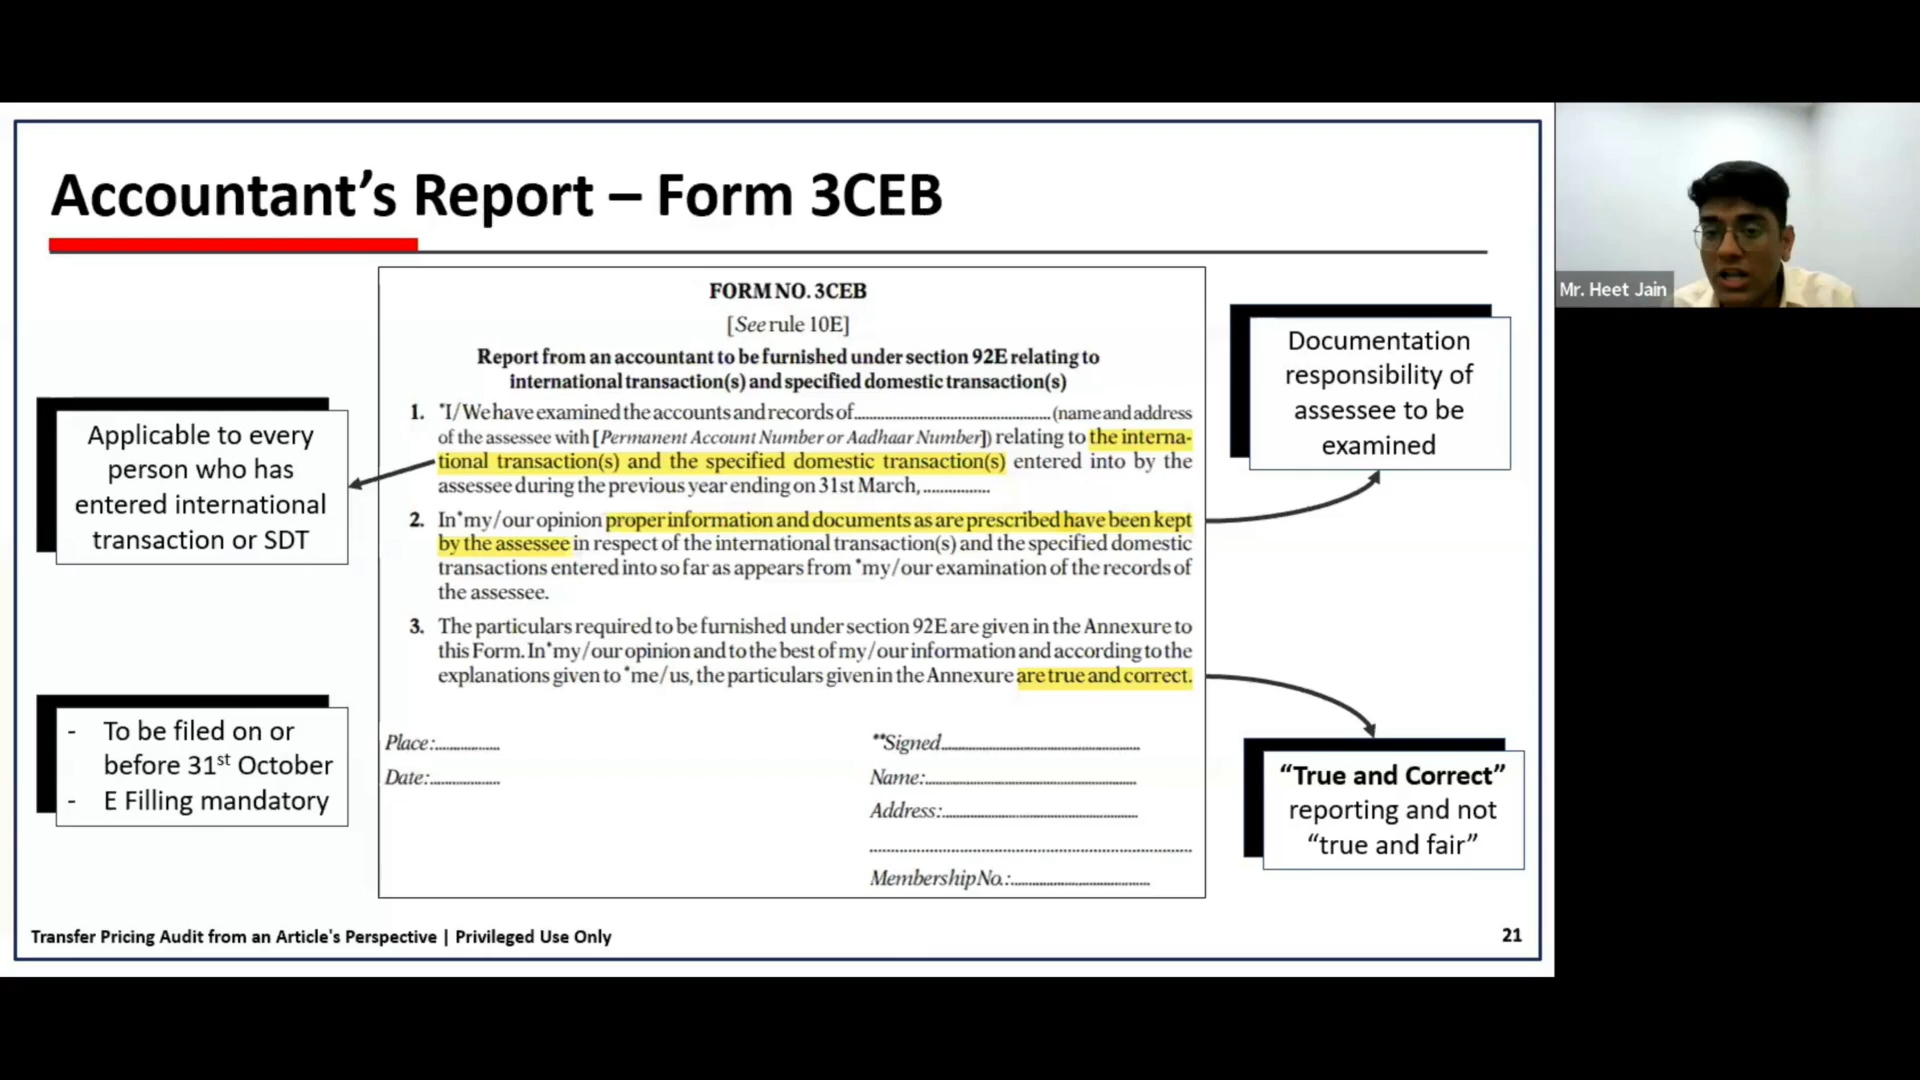 Accountant's Report – Form 3CEB
FORM NO. 3CEB
[See rule 10E]
Report from an accountant to be furnished under section 92E relating to
international transaction(s) and specified domestic transaction(s)
1. *I/We have examined the accounts and records of.................................................(name and address
of the assessee with [Permanent Account Number or Aadhaar Number]) relating to the interna-
tional transaction(s) and the specified domestic transaction(s) entered into by the
assessee during the previous year ending on 31st March,................
2. In*my/our opinion proper information and documents as are prescribed have been kept
by the assessee in respect of the international transaction(s) and the specified domestic
transactions entered into so far as appears from *my/our examination of the records of
the assessee.
3. The particulars required to be furnished under section 92E are given in the Annexure to
this Form. In*my/our opinion and to the best of my/our information and according to the
explanations given to *me/us, the particulars given in the Annexure are true and correct.
Place:...............
Date:................
**Signed.................................................
Name:..................................................
Address:...............................................
................................................................................
Membership No.:..................................
Applicable to every
person who has
entered international
transaction or SDT
- To be filed on or
before 31st October
- E Filling mandatory
Documentation
responsibility of
assessee to be
examined
"True and Correct"
reporting and not
"true and fair"
Transfer Pricing Audit from an Article's Perspective | Privileged Use Only
21
Mr. Heet Jain